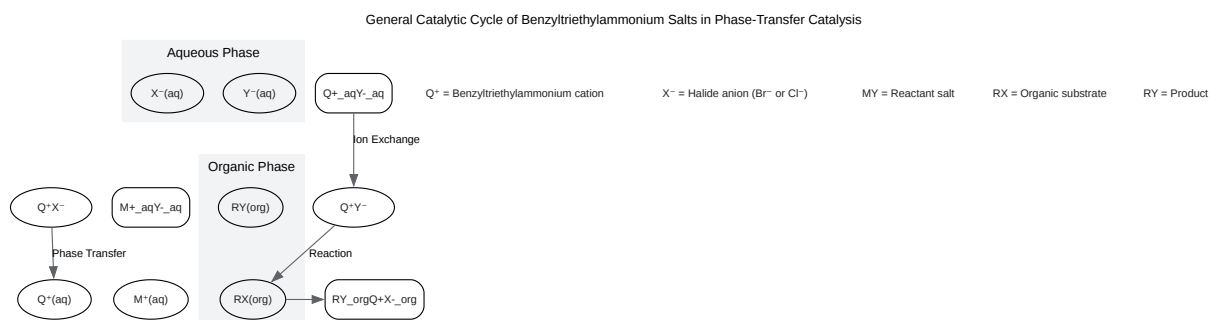 General Catalytic Cycle of Benzyltriethylammonium Salts in Phase-Transfer Catalysis
Aqueous Phase
X⁻(aq)
Y⁻(aq)
Q+_aqY-_aq
Q⁺ = Benzyltriethylammonium cation
X⁻ = Halide anion (Br⁻ or Cl⁻)
MY = Reactant salt
RX = Organic substrate
RY = Product
Ion Exchange
Organic Phase
Q⁺X⁻
M+_aqY-_aq
RY(org)
Q⁺Y⁻
Phase Transfer
Reaction
Q⁺(aq)
M⁺(aq)
RX(org)
RY_orgQ+X-_org